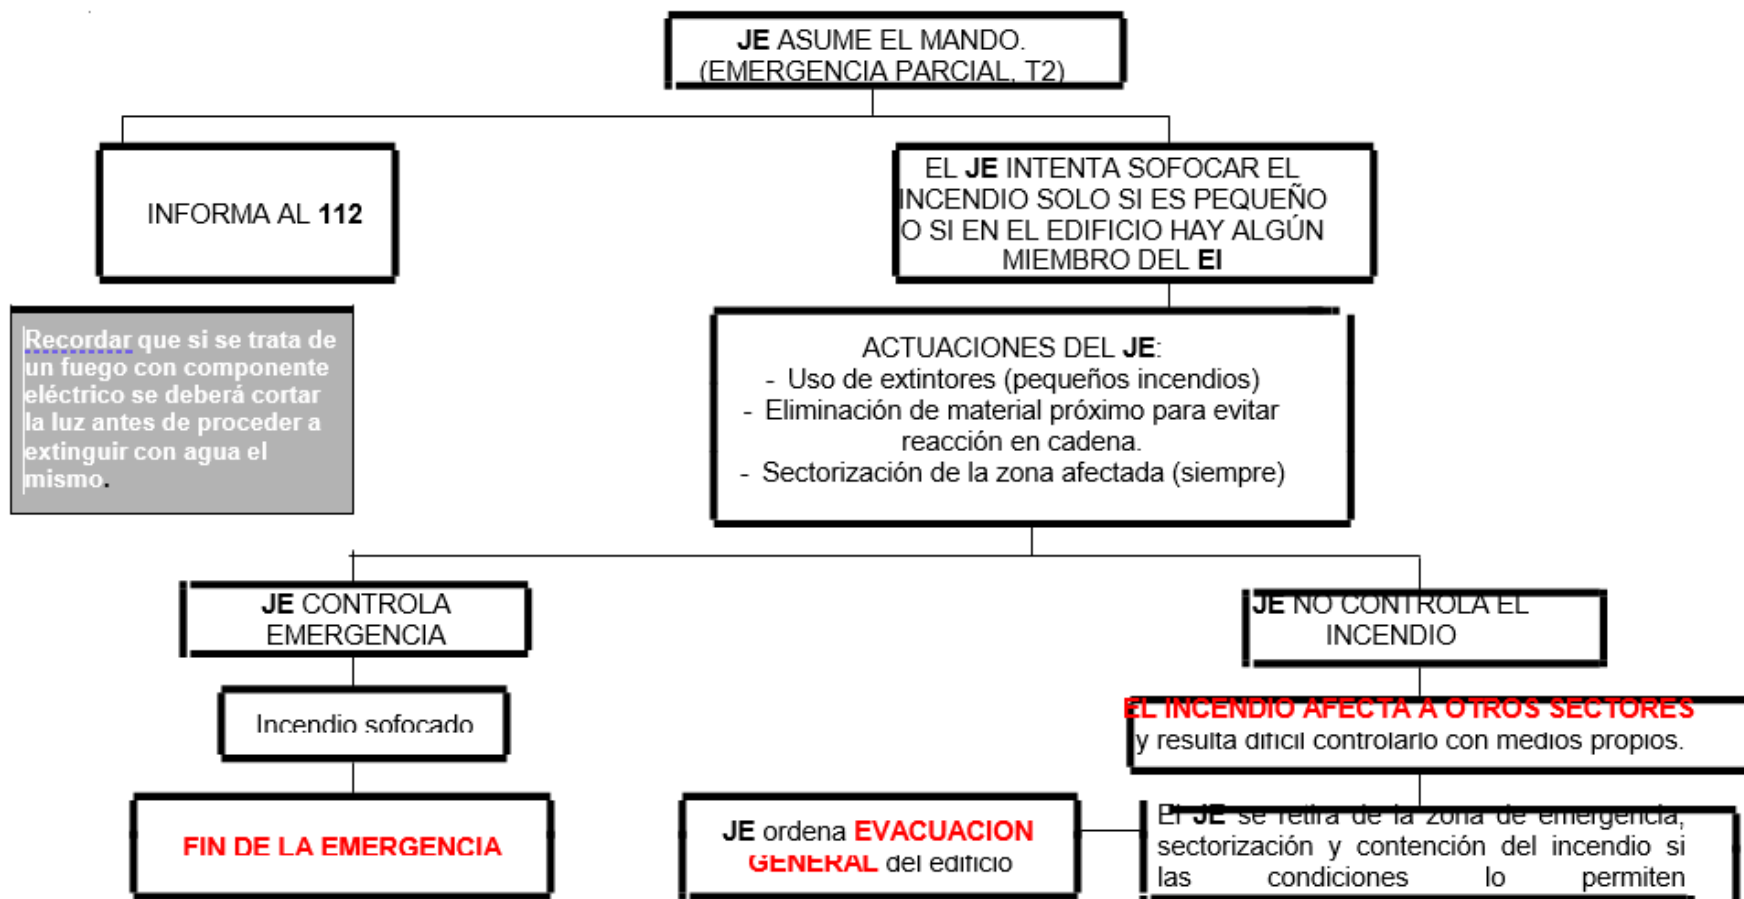 JE ASUME EL MANDO.
(EMERGENCIA PARCIAL, T2)
INFORMA AL 112
EL JE INTENTA SOFOCAR EL
INCENDIO SOLO SI ES PEQUEÑO
O SI EN EL EDIFICIO HAY ALGÚN
MIEMBRO DEL EI
Recordar que si se trata de
un fuego con componente
eléctrico se deberá cortar
la luz antes de proceder a
extinguir con agua el
mismo.
ACTUACIONES DEL JE:
- Uso de extintores (pequeños incendios)
- Eliminación de material próximo para evitar
reacción en cadena.
- Sectorización de la zona afectada (siempre)
JE CONTROLA
EMERGENCIA
JE NO CONTROLA EL
INCENDIO
Incendio sofocado
EL INCENDIO AFECTA A OTROS SECTORES
y resulta difícil controlarlo con medios propios.
FIN DE LA EMERGENCIA
JE ordena EVACUACION
GENERAL del edificio
El JE se retira de la zona de emergencia,
sectorización y contención del incendio si
las condiciones lo permiten